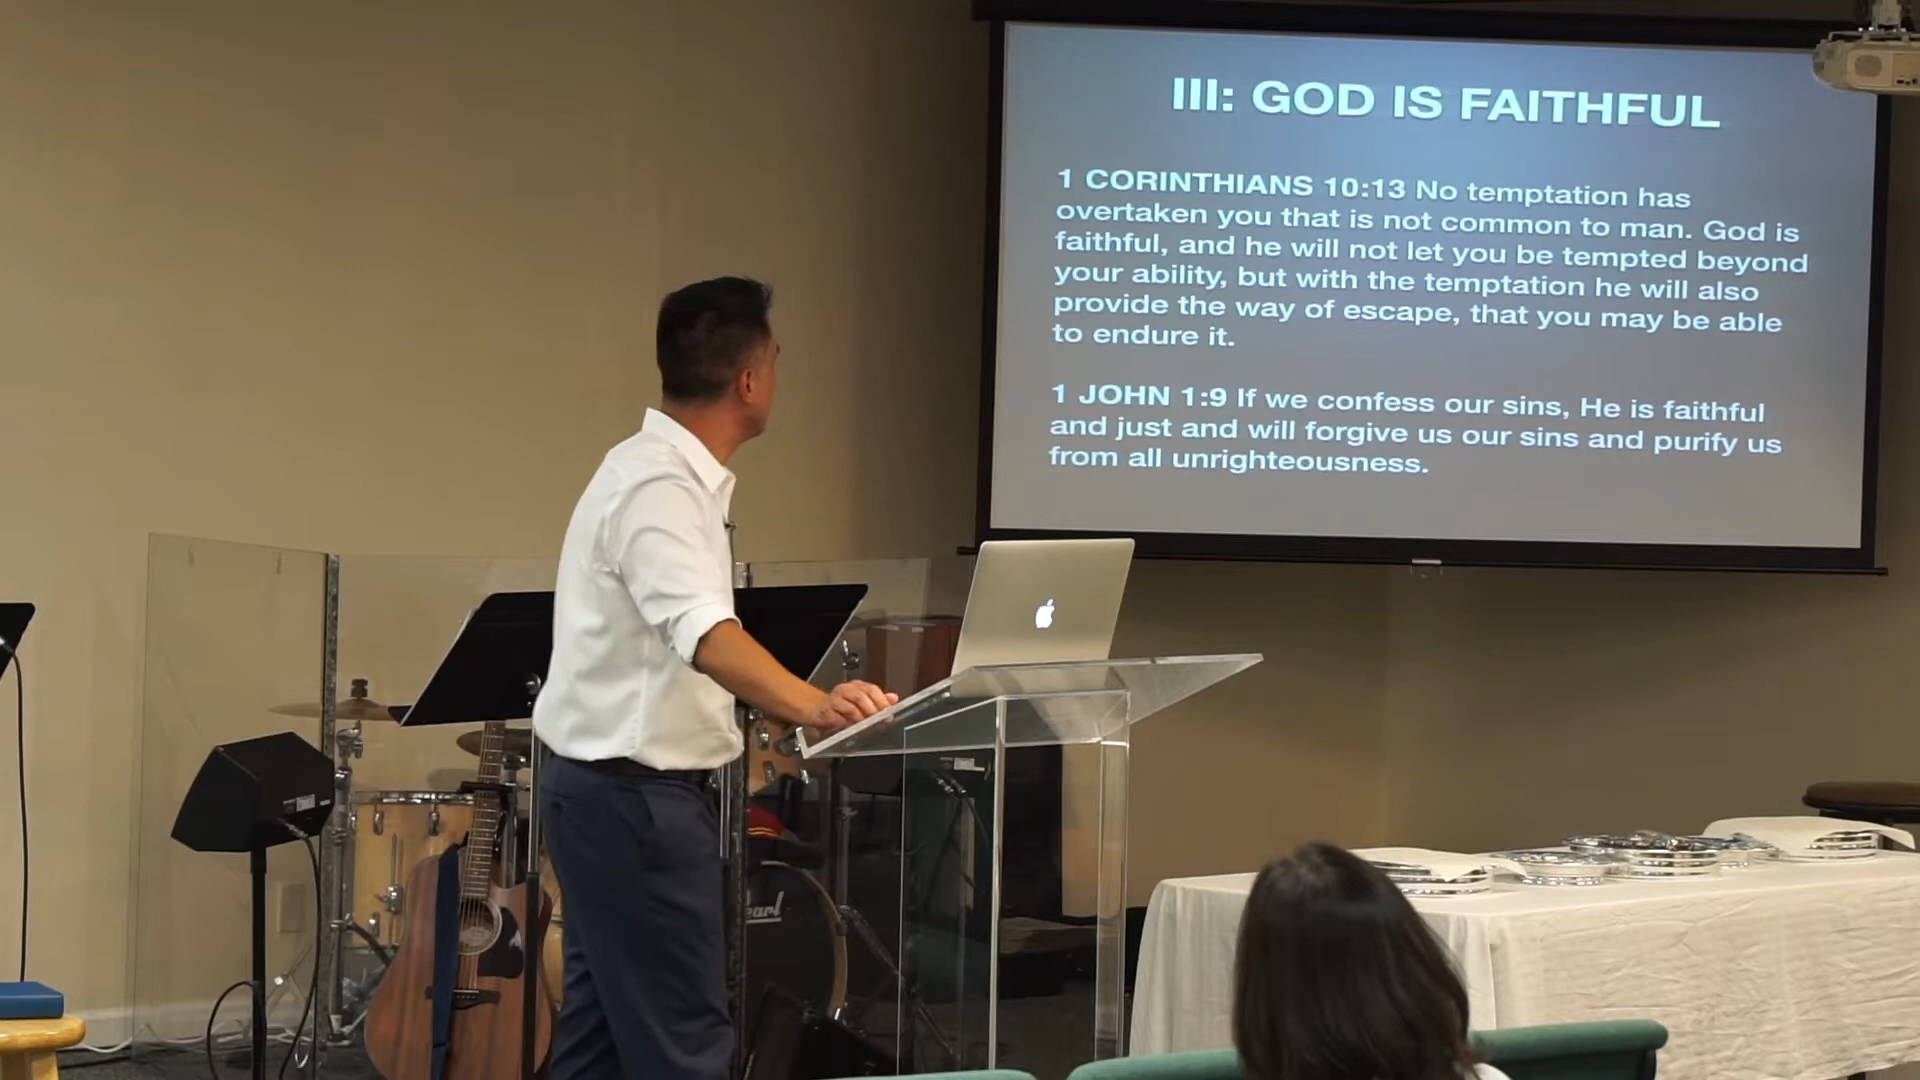 III: GOD IS FAITHFUL
1 CORINTHIANS 10:13 No temptation has
overtaken you that is not common to man. God is
faithful, and he will not let you be tempted beyond
your ability, but with the temptation he will also
provide the way of escape, that you may be able
to endure it.
1 JOHN 1:9 If we confess our sins, He is faithful
and just and will forgive us our sins and purify us
from all unrighteousness.